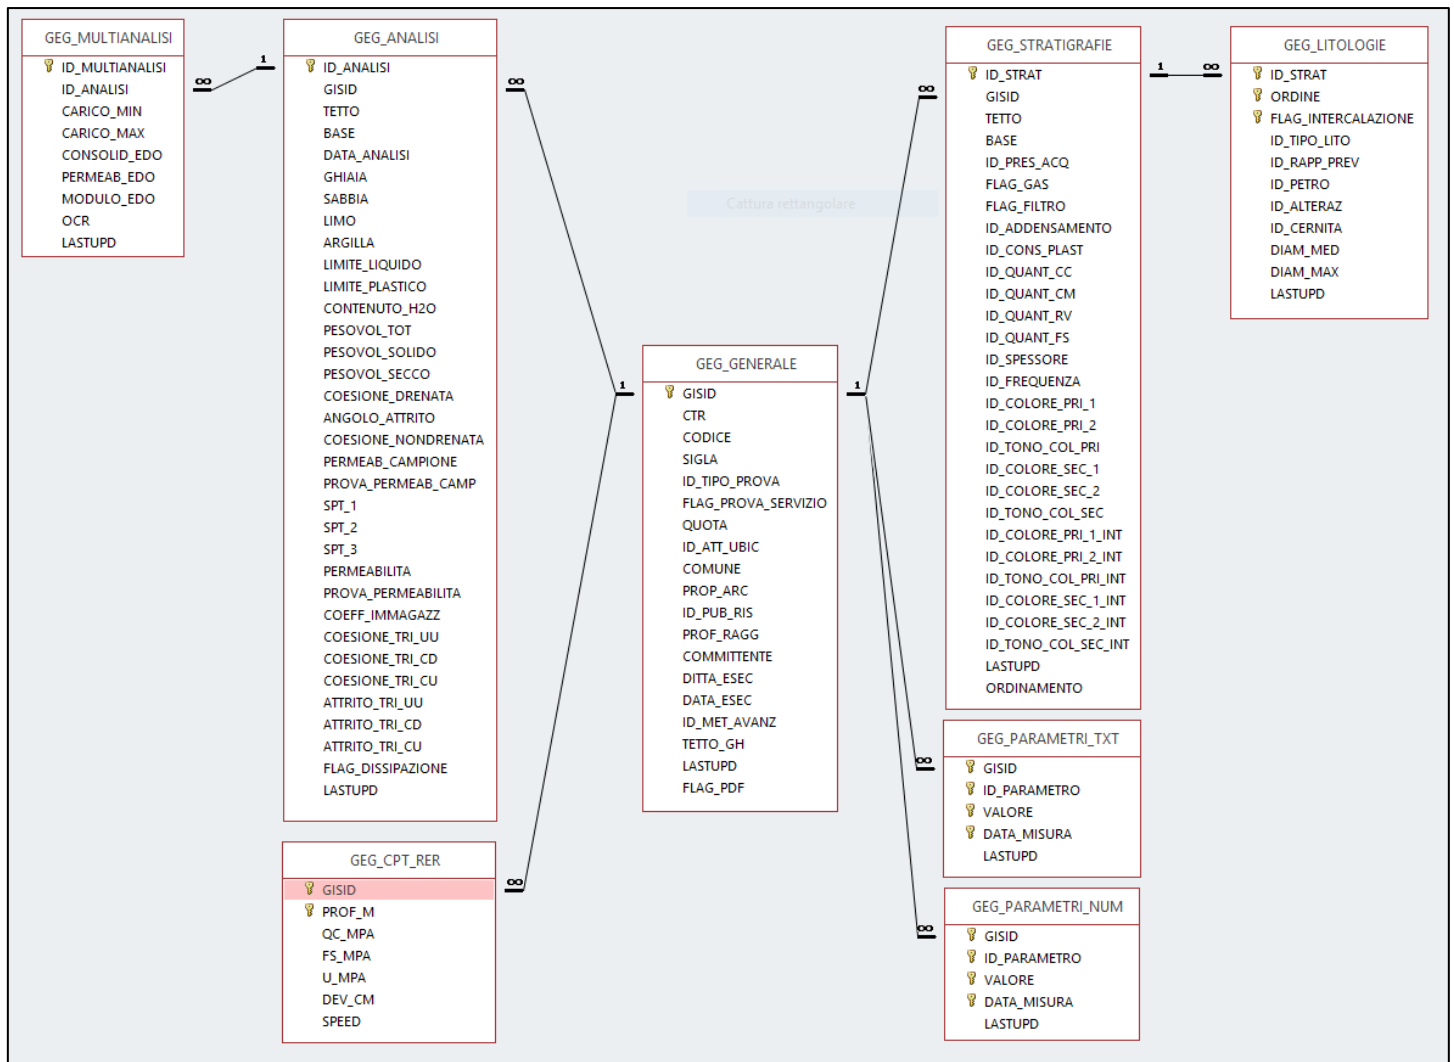 GEG_MULTIANALISI
ID_MULTIANALISI
ID_ANALISI
CARICO_MIN
CARICO_MAX
CONSOLID_EDO
PERMEAB_EDO
MODULO_EDO
OCR
LASTUPD
∞
1
GEG_ANALISI
ID_ANALISI
GISID
TETTO
BASE
DATA_ANALISI
GHIAIA
SABBIA
LIMO
ARGILLA
LIMITE_LIQUIDO
LIMITE_PLASTICO
CONTENUTO_H2O
PESOVOL_TOT
PESOVOL_SOLIDO
PESOVOL_SECCO
COESIONE_DRENATA
ANGOLO_ATTRITO
COESIONE_NONDRENATA
PERMEAB_CAMPIONE
PROVA_PERMEAB_CAMP
SPT_1
SPT_2
SPT_3
PERMEABILITA
PROVA_PERMEABILITA
COEFF_IMMAGAZZ
COESIONE_TRI_UU
COESIONE_TRI_CD
COESIONE_TRI_CU
ATTRITO_TRI_UU
ATTRITO_TRI_CD
ATTRITO_TRI_CU
FLAG_DISSIPAZIONE
LASTUPD
∞
GEG_CPT_RER
GISID
PROF_M
QC_MPA
FS_MPA
U_MPA
DEV_CM
SPEED
∞
1
Cattura rettangolare
GEG_GENERALE
GISID
CTR
CODICE
SIGLA
ID_TIPO_PROVA
FLAG_PROVA_SERVIZIO
QUOTA
ID_ATT_UBIC
COMUNE
PROP_ARC
ID_PUB_RIS
PROF_RAGG
COMMITTENTE
DITTA_ESEC
DATA_ESEC
ID_MET_AVANZ
TETTO_GH
LASTUPD
FLAG_PDF
1
∞
GEG_STRATIGRAFIE
ID_STRAT
GISID
TETTO
BASE
ID_PRES_ACQ
FLAG_GAS
FLAG_FILTRO
ID_ADDENSAMENTO
ID_CONS_PLAST
ID_QUANT_CC
ID_QUANT_CM
ID_QUANT_RV
ID_QUANT_FS
ID_SPESSORE
ID_FREQUENZA
ID_COLORE_PRI_1
ID_COLORE_PRI_2
ID_TONO_COL_PRI
ID_COLORE_SEC_1
ID_COLORE_SEC_2
ID_TONO_COL_SEC
ID_COLORE_PRI_1_INT
ID_COLORE_PRI_2_INT
ID_TONO_COL_PRI_INT
ID_COLORE_SEC_1_INT
ID_COLORE_SEC_2_INT
ID_TONO_COL_SEC_INT
LASTUPD
ORDINAMENTO
1
∞
GEG_LITOLOGIE
ID_STRAT
ORDINE
FLAG_INTERCALAZIONE
ID_TIPO_LITO
ID_RAPP_PREV
ID_PETRO
ID_ALTERAZ
ID_CERNITA
DIAM_MED
DIAM_MAX
LASTUPD
∞
GEG_PARAMETRI_TXT
GISID
ID_PARAMETRO
VALORE
DATA_MISURA
LASTUPD
∞
GEG_PARAMETRI_NUM
GISID
ID_PARAMETRO
VALORE
DATA_MISURA
LASTUPD